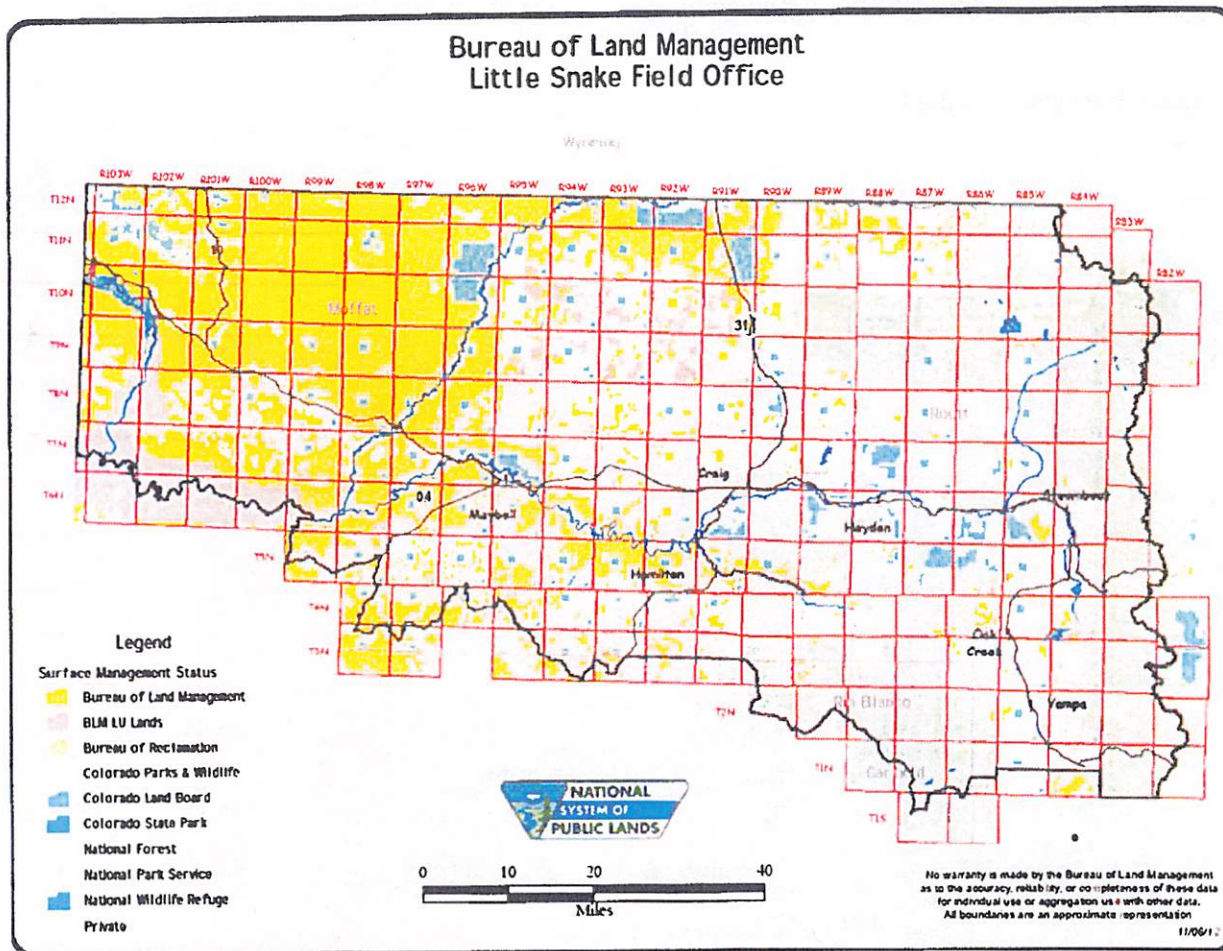 Bureau of Land Management
Little Snake Field Office
Wyoming
R103W R102W R101W R100W R99W R98W R97W R96W R95W R94W R93W R92W R91W R90W R89W R88W R87W R86W R85W R84W
R83W
R82W
T12N
T11N
T10N
T9N
T8N
T7N
T6N
T5N
T4N
T3N
T2N
T1N
T1S
Moffat
31
Routt
Craig
04
Maybell
Hayden
Hamilton
Oak
Creek
Yampa
Rio Blanco
Garfield
Legend
Surface Management Status
Bureau of Land Management
BLM LU Lands
Bureau of Reclamation
Colorado Parks & Wildlife
Colorado Land Board
Colorado State Park
National Forest
National Park Service
National Wildlife Refuge
Private
NATIONAL
SYSTEM OF
PUBLIC LANDS
0 10 20 40
Miles
No warranty is made by the Bureau of Land Management
as to the accuracy, reliability, or completeness of these data
for individual use or aggregation use with other data.
All boundaries are an approximate representation
11/06/12